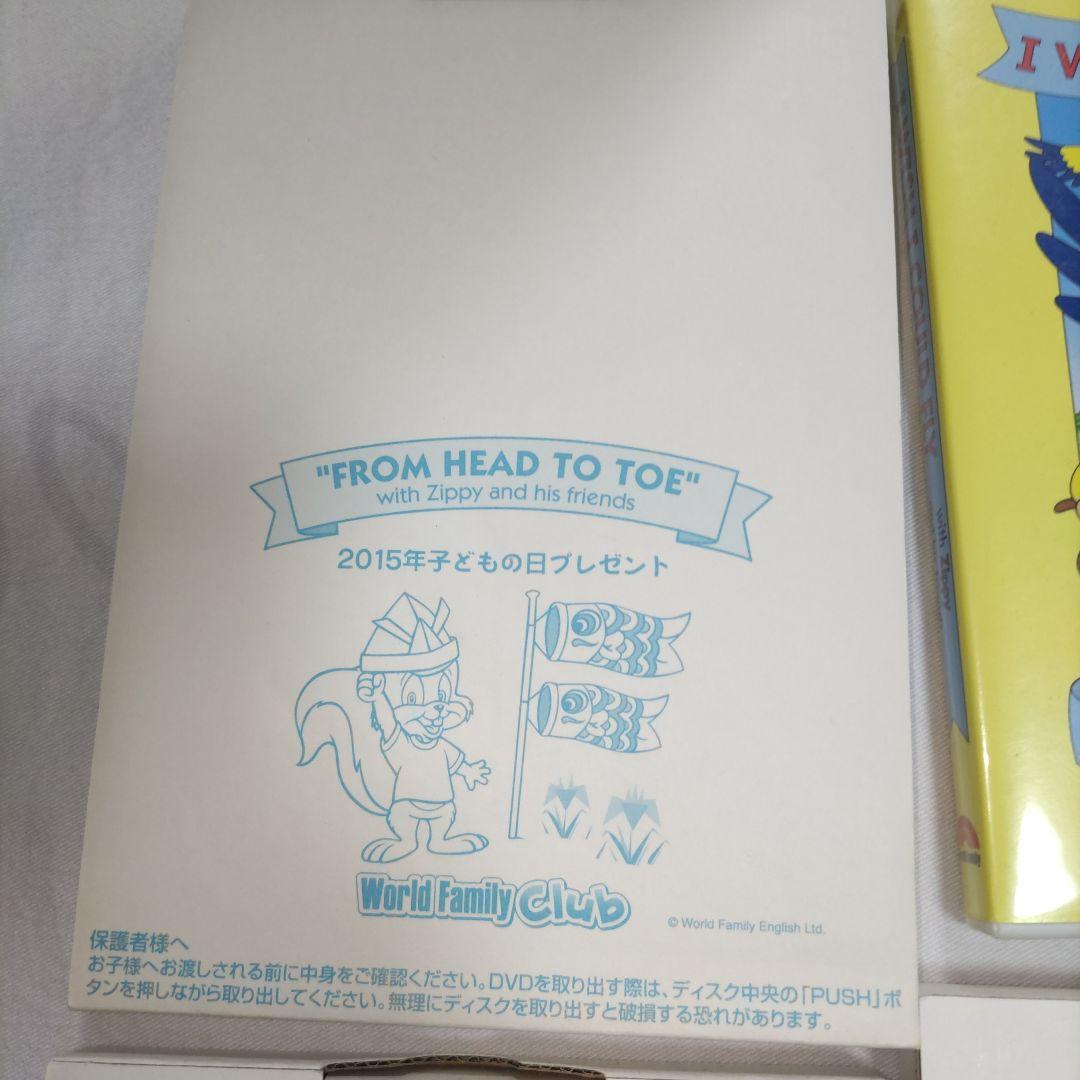 "FROM HEAD TO TOE"
with Zippy and his friends
2015年子どもの日プレゼント
World Family Club
© World Family English Ltd.
保護者様へ
お子様へお渡しされる前に中身をご確認ください。DVDを取り出す際は、ディスク中央の「PUSH」ボ
タンを押しながら取り出してください。無理にディスクを取り出すと破損する恐れがあります。
I
COULD FLY
with Zippy